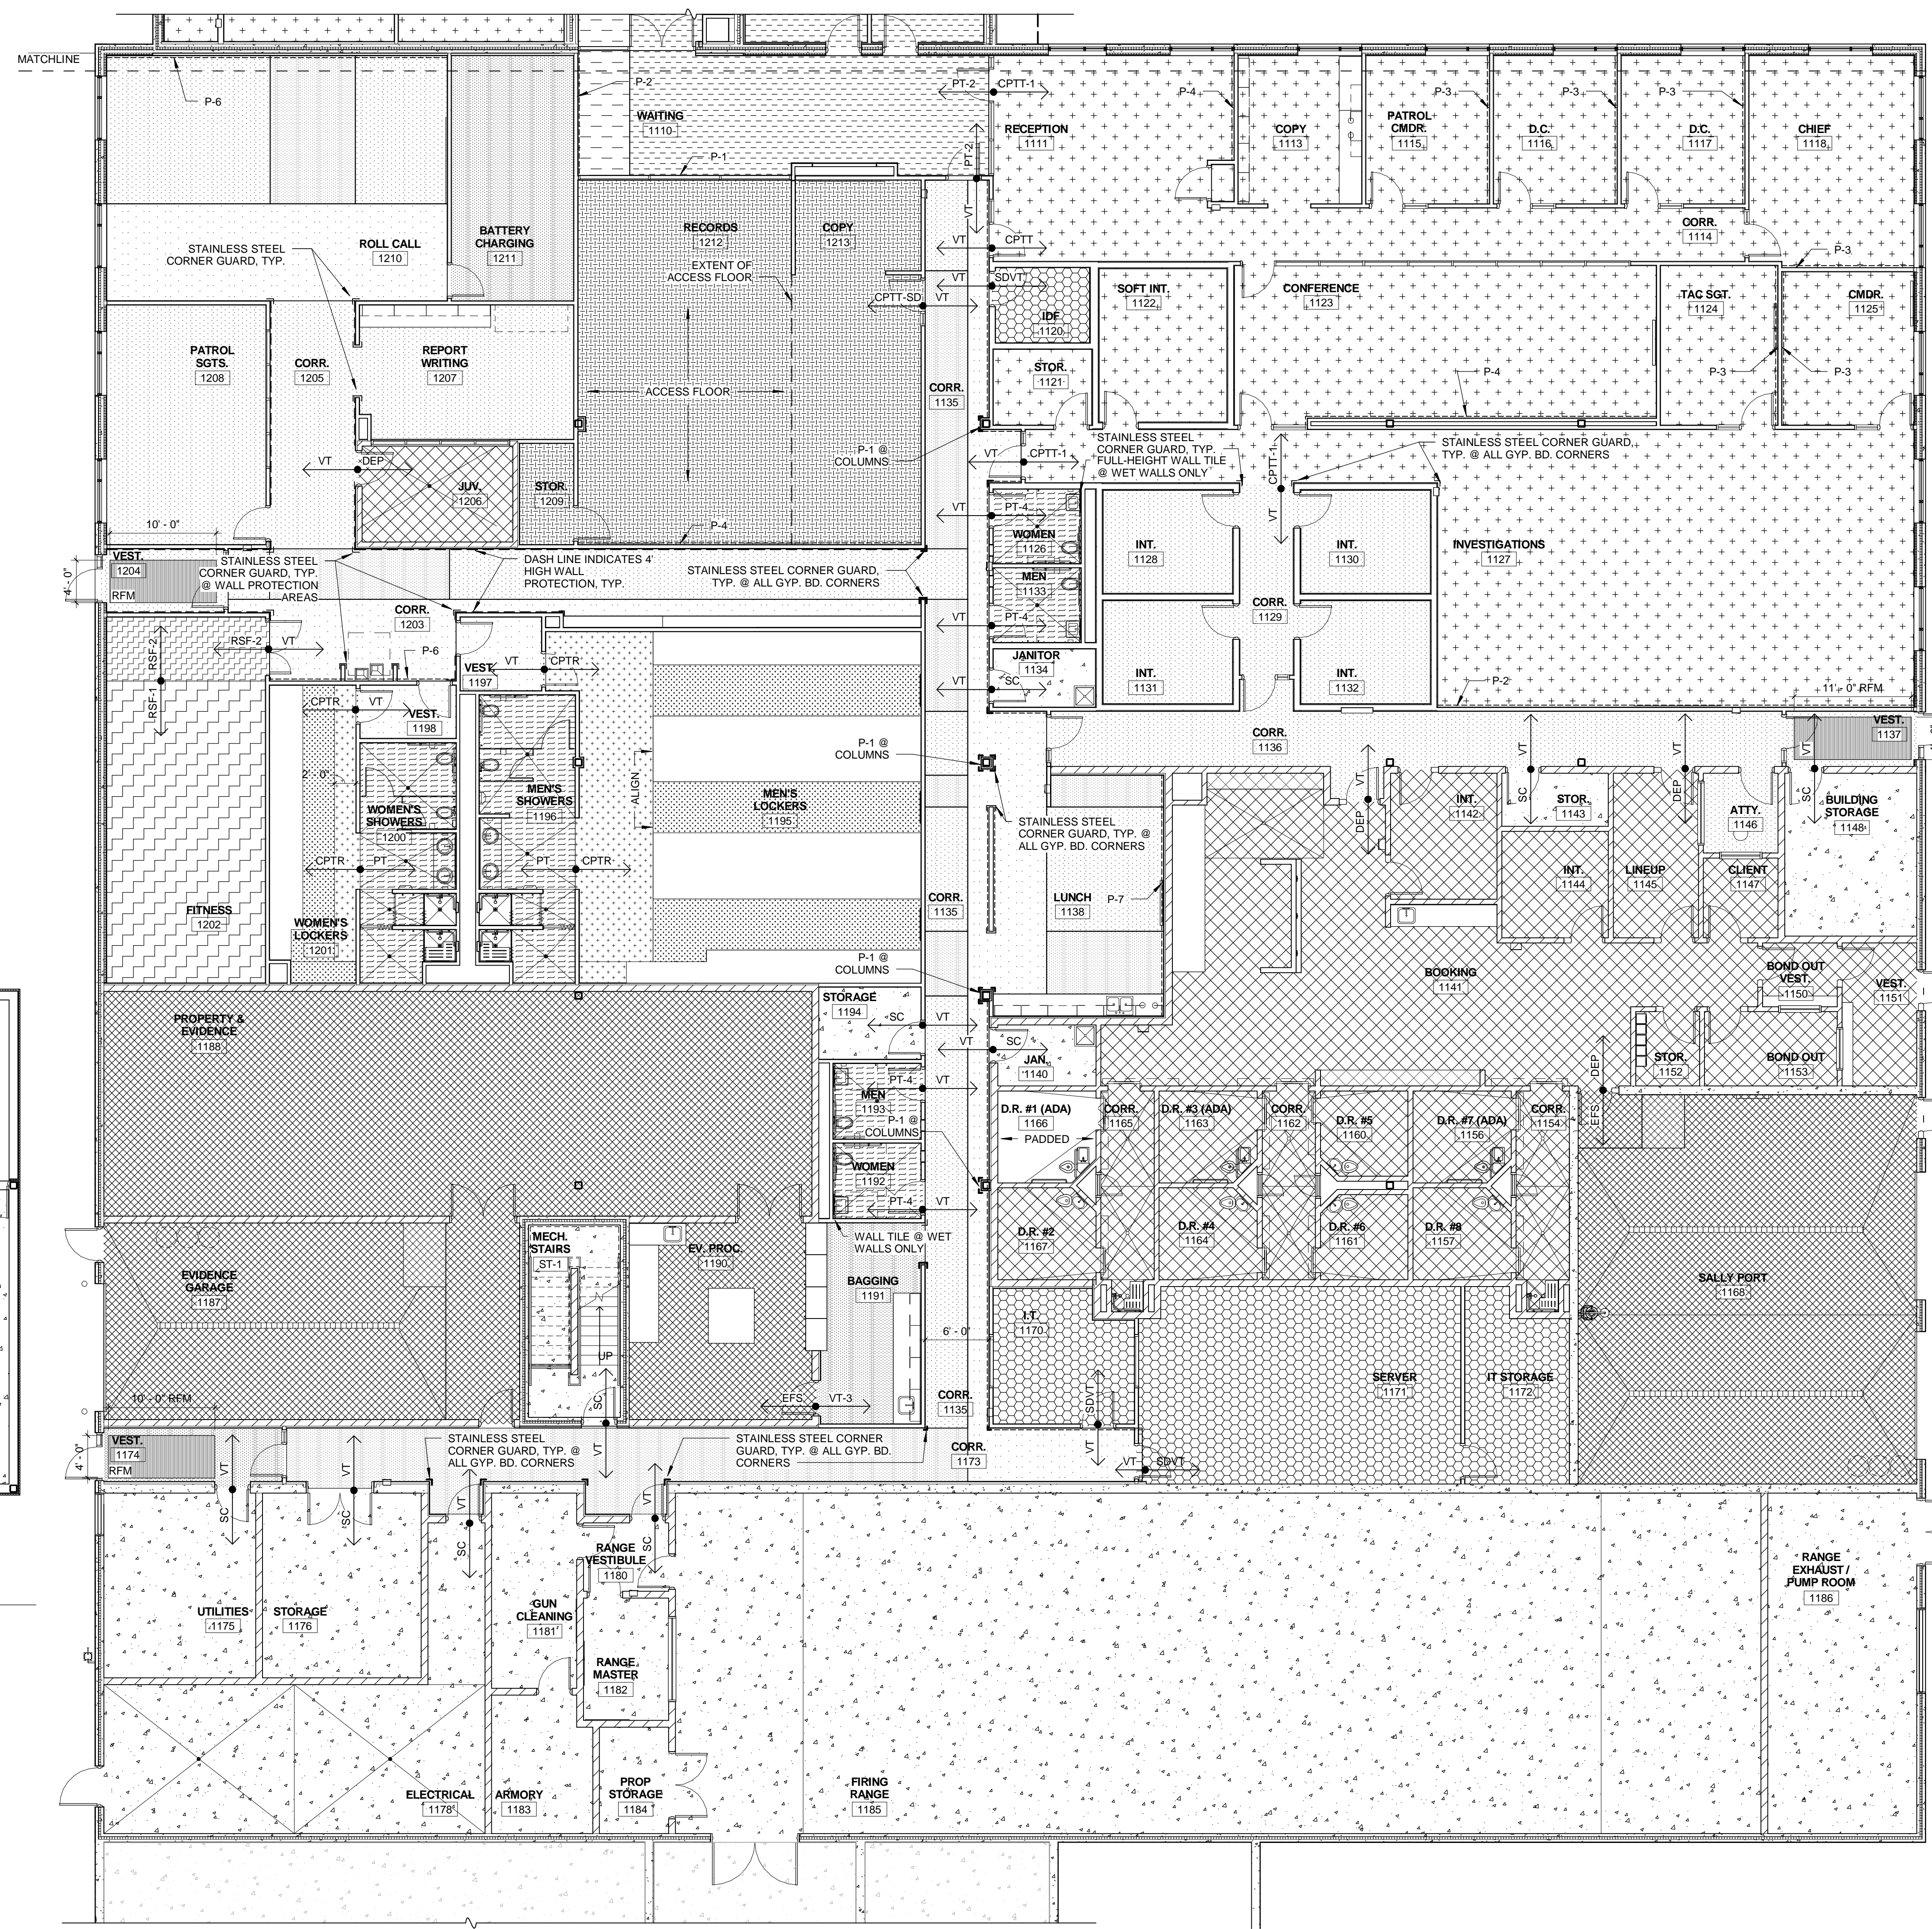 MATCHLINE
P-6
P-2
WAITING
1110
P-1
PT-2
CPTT-1
PT-2
VT
RECEPTION
1111
P-4
COPY
1113
PATROL
CMDR.
1115
P-3
D.C.
1116
P-3
D.C.
1117
P-3
CHIEF
1118
CORR.
1114
P-3
STAINLESS STEEL
CORNER GUARD, TYP.
ROLL CALL
1210
BATTERY
CHARGING
1211
RECORDS
1212
COPY
1213
EXTENT OF
ACCESS FLOOR
VT
CPTT
VT
SDVT
CPTT-SD
VT
IDF
1120
SOFT INT.
1122
CONFERENCE
1123
TAC SGT.
1124
CMDR.
1125
PATROL
SGTS.
1208
CORR.
1205
REPORT
WRITING
1207
ACCESS FLOOR
CORR.
1135
STOR.
1121
P-4
P-3
P-3
VT
DEP
JUV.
1206
STOR.
1209
P-4
P-1 @
COLUMNS
VT
CPTT-1
STAINLESS STEEL
CORNER GUARD, TYP.
FULL-HEIGHT WALL TILE
@ WET WALLS ONLY
CPTT-1
VT
STAINLESS STEEL CORNER GUARD,
TYP. @ ALL GYP. BD. CORNERS
VT
PT-4
WOMEN
1126
INT.
1128
INT.
1130
INVESTIGATIONS
1127
10' - 0"
4' - 0"
VEST.
1204
RFM
STAINLESS STEEL
CORNER GUARD, TYP.
@ WALL PROTECTION
AREAS
DASH LINE INDICATES 4'
HIGH WALL
PROTECTION, TYP.
STAINLESS STEEL CORNER GUARD,
TYP. @ ALL GYP. BD. CORNERS
MEN
1133
VT
PT-4
CORR.
1203
CORR.
1129
RSF-2
VT
RSF-2
RSF-1
P-6
VEST.
1197
VT
CPTR
JANITOR
1134
VT
SC
INT.
1131
INT.
1132
P-2
11' - 0" RFM
CPTR
VT
VEST.
1198
CORR.
1136
VT
VT
VT
VEST.
1137
P-1 @
COLUMNS
2' - 0"
ALIGN
WOMEN'S
SHOWERS
1200
MEN'S
SHOWERS
1196
MEN'S
LOCKERS
1195
STAINLESS STEEL
CORNER GUARD, TYP. @
ALL GYP. BD. CORNERS
VT
DEP
INT.
1142
SC
STOR.
1143
DEP
ATTY.
1146
SC
BUILDING
STORAGE
1148
CPTR
PT
PT
CPTR
INT.
1144
LINEUP
1145
CLIENT
1147
FITNESS
1202
WOMEN'S
LOCKERS
1201
CORR.
1135
LUNCH
1138
P-7
P-1 @
COLUMNS
BOOKING
1141
BOND OUT
VEST.
1150
VEST.
1151
PROPERTY &
EVIDENCE
1188
STORAGE
1194
SC
VT
VT
SC
JAN.
1140
STOR.
1152
BOND OUT
1153
DEP
EFS
PT-4
VT
MEN
1193
P-1 @
COLUMNS
D.R. #1 (ADA)
1166
PADDED
CORR.
1165
D.R. #3 (ADA)
1163
CORR.
1162
D.R. #5
1160
D.R. #7 (ADA)
1156
CORR.
1154
WOMEN
1192
PT-4
VT
D.R. #2
1167
D.R. #4
1164
D.R. #6
1161
D.R. #8
1157
WALL TILE @ WET
WALLS ONLY
MECH.
STAIRS
ST-1
UP
EV. PROC.
1190
BAGGING
1191
EVIDENCE
GARAGE
1187
SALLY PORT
1168
I.T.
1170
6' - 0"
SERVER
1171
IT STORAGE
1172
10' - 0" RFM
EFS
VT-3
CORR.
1135
SC
VT
SDVT
VT
4' - 0"
VEST.
1174
RFM
VT
VT
STAINLESS STEEL
CORNER GUARD, TYP. @
ALL GYP. BD. CORNERS
STAINLESS STEEL CORNER
GUARD, TYP. @ ALL GYP. BD.
CORNERS
CORR.
1173
VT
SDVT
SC
SC
VT
SC
VT
SC
RANGE
VESTIBULE
1180
RANGE
EXHAUST /
PUMP ROOM
1186
UTILITIES
1175
STORAGE
1176
GUN
CLEANING
1181
RANGE
MASTER
1182
ELECTRICAL
1178
ARMORY
1183
PROP
STORAGE
1184
FIRING
RANGE
1185